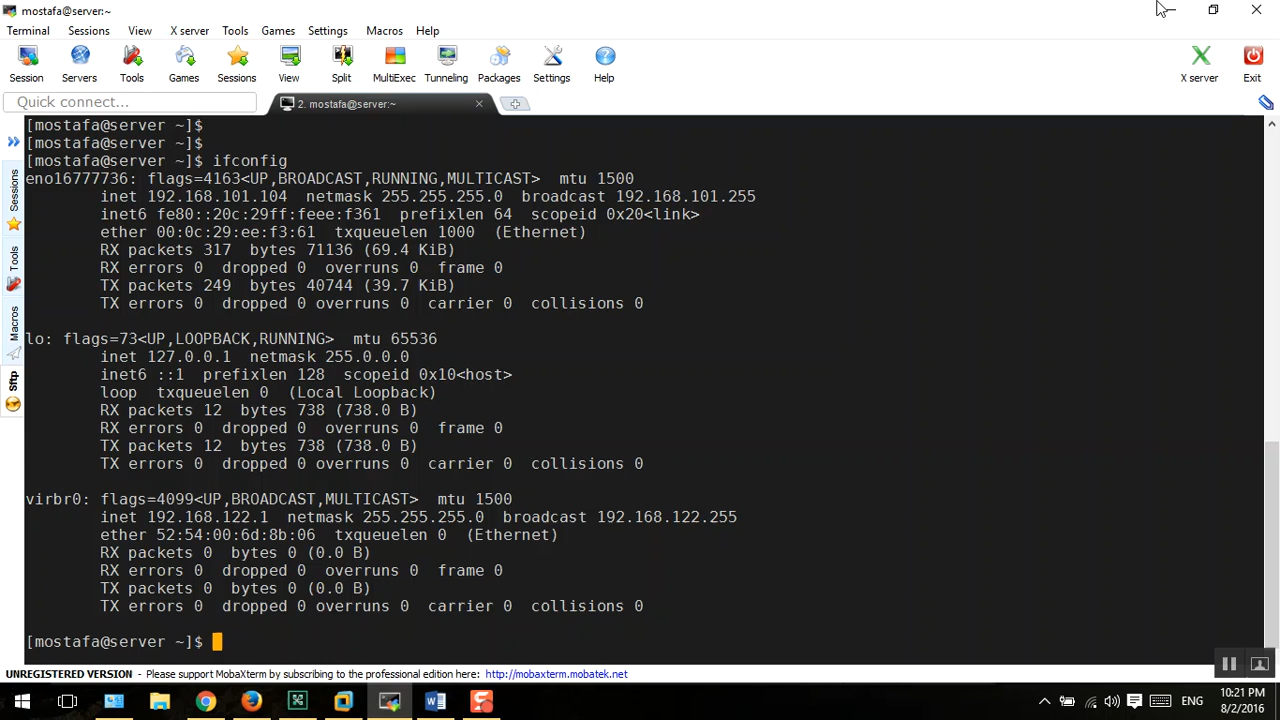 mostafa@server:~
Terminal Sessions View X server Tools Games Settings Macros Help
Session Servers Tools Games Sessions View Split MultiExec Tunneling Packages Settings Help X server Exit
Quick connect...
2. mostafa@server:~
[mostafa@server ~]$
[mostafa@server ~]$
[mostafa@server ~]$ ifconfig
eno16777736: flags=4163<UP,BROADCAST,RUNNING,MULTICAST>  mtu 1500
        inet 192.168.101.104  netmask 255.255.255.0  broadcast 192.168.101.255
        inet6 fe80::20c:29ff:feee:f361  prefixlen 64  scopeid 0x20<link>
        ether 00:0c:29:ee:f3:61  txqueuelen 1000  (Ethernet)
        RX packets 317  bytes 71136 (69.4 KiB)
        RX errors 0  dropped 0  overruns 0  frame 0
        TX packets 249  bytes 40744 (39.7 KiB)
        TX errors 0  dropped 0 overruns 0  carrier 0  collisions 0
lo: flags=73<UP,LOOPBACK,RUNNING>  mtu 65536
        inet 127.0.0.1  netmask 255.0.0.0
        inet6 ::1  prefixlen 128  scopeid 0x10<host>
        loop  txqueuelen 0  (Local Loopback)
        RX packets 12  bytes 738 (738.0 B)
        RX errors 0  dropped 0  overruns 0  frame 0
        TX packets 12  bytes 738 (738.0 B)
        TX errors 0  dropped 0 overruns 0  carrier 0  collisions 0
virbr0: flags=4099<UP,BROADCAST,MULTICAST>  mtu 1500
        inet 192.168.122.1  netmask 255.255.255.0  broadcast 192.168.122.255
        ether 52:54:00:6d:8b:06  txqueuelen 0  (Ethernet)
        RX packets 0  bytes 0 (0.0 B)
        RX errors 0  dropped 0  overruns 0  frame 0
        TX packets 0  bytes 0 (0.0 B)
        TX errors 0  dropped 0 overruns 0  carrier 0  collisions 0
[mostafa@server ~]$
Sessions
Tools
Macros
Sftp
UNREGISTERED VERSION - Please support MobaXterm by subscribing to the professional edition here: http://mobaxterm.mobatek.net
ENG
10:21 PM
8/2/2016